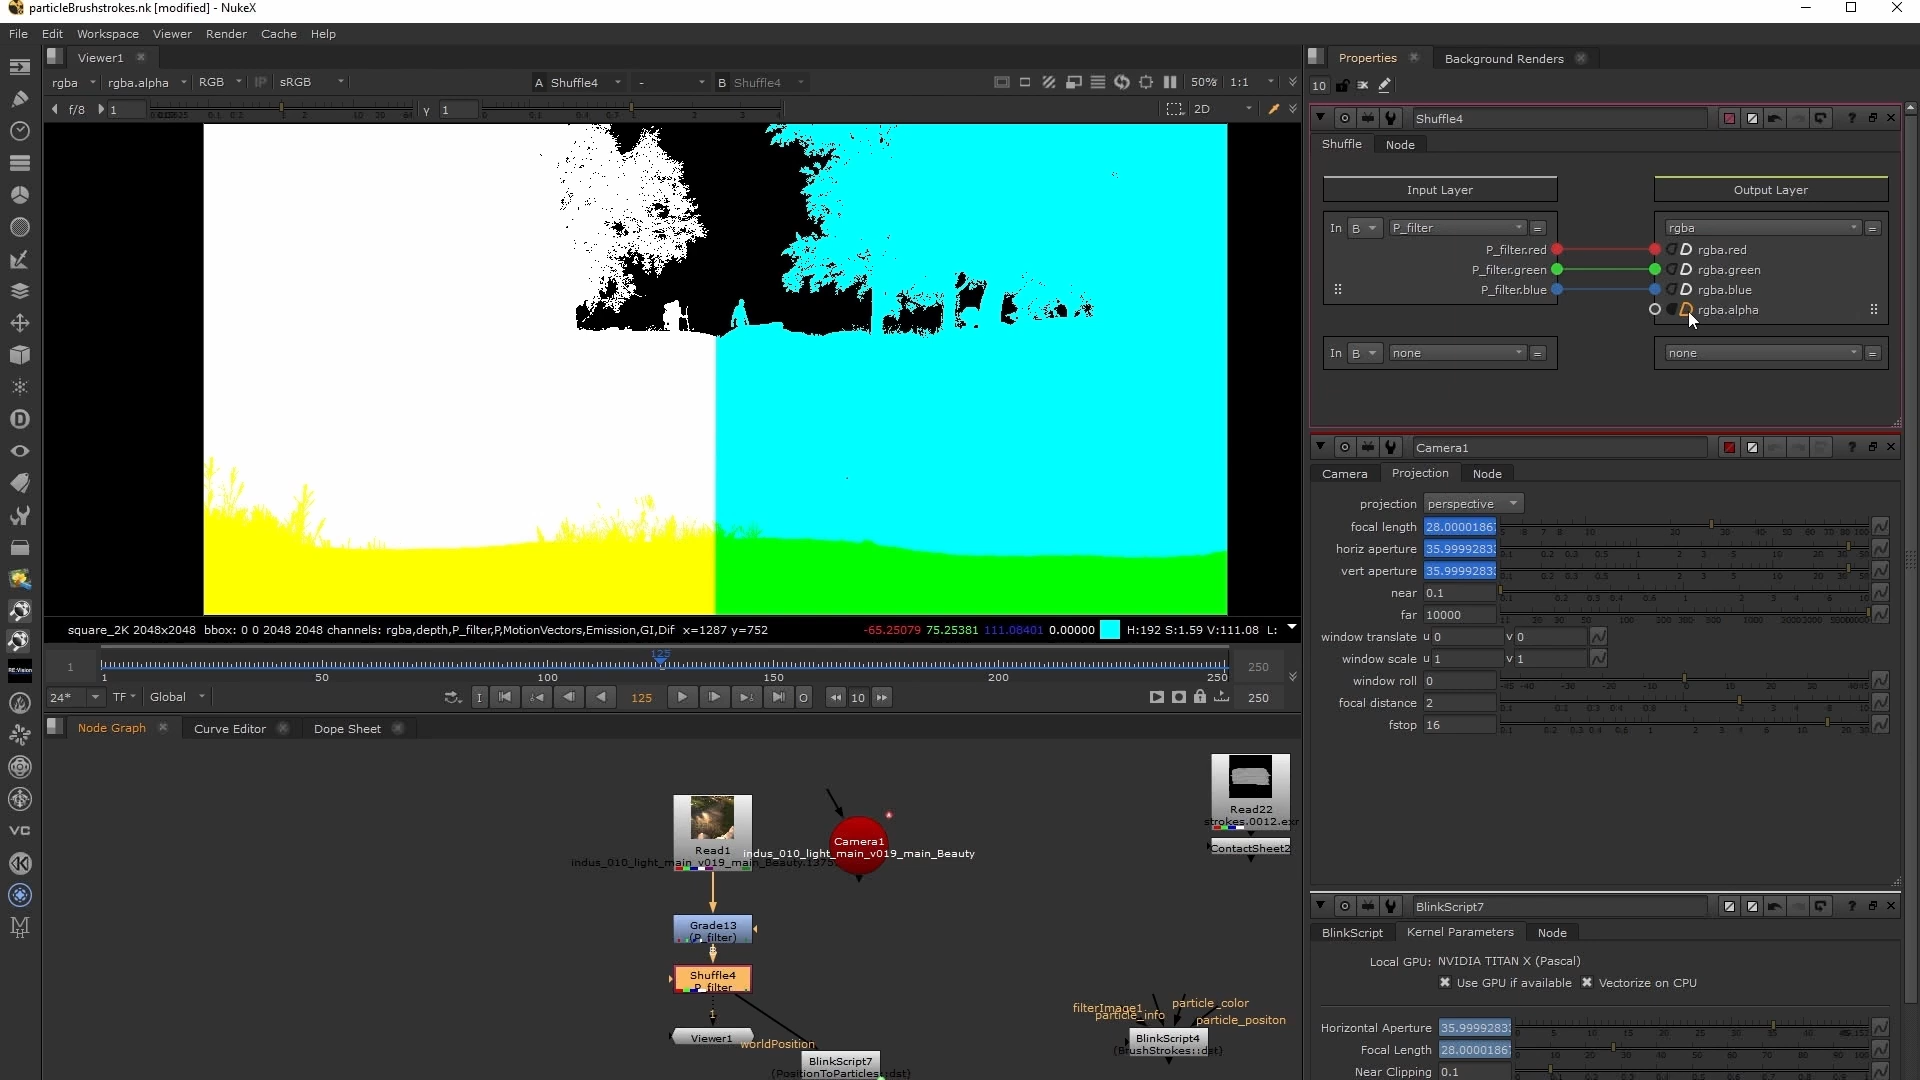 particleBrushstrokes.nk [modified] - NukeX
File Edit Workspace Viewer Render Cache Help
Viewer1
rgba rgba.alpha RGB IP sRGB A Shuffle4 - B Shuffle4 50% 1:1
f/8 1 γ 1 2D
square_2K 2048x2048 bbox: 0 0 2048 2048 channels: rgba,depth,P_filter,P,MotionVectors,Emission,GI,Dif x=1287 y=752 -65.25079 75.25381 111.08401 0.00000 H:192 S:1.59 V:111.08 L:
1 125 250
1 50 100 150 200 250
24* TF Global I 125 O 10 250
Node Graph Curve Editor Dope Sheet
Read1
Camera1
indus_010_light_main_v019_main_Beauty
Read22
strokes.0012.exr
ContactSheet2
Grade13
(P_filter)
Shuffle4
P_filter
1
Viewer1
worldPosition
BlinkScript7
(PositionToParticles::dst)
filterImage1
particle_info
particle_color
particle_positon
BlinkScript4
(BrushStrokes::dst)
RE:Vision
VC
Properties Background Renders
10
Shuffle4
Shuffle Node
Input Layer Output Layer
In B P_filter = rgba =
P_filter.red rgba.red
P_filter.green rgba.green
P_filter.blue rgba.blue
rgba.alpha
In B none = none =
Camera1
Camera Projection Node
projection perspective
focal length 28.0000186
horiz aperture 35.9999283
vert aperture 35.9999283
near 0.1
far 10000
window translate u 0 v 0
window scale u 1 v 1
window roll 0
focal distance 2
fstop 16
BlinkScript7
BlinkScript Kernel Parameters Node
Local GPU: NVIDIA TITAN X (Pascal)
Use GPU if available Vectorize on CPU
Horizontal Aperture 35.9999283
Focal Length 28.0000186
Near Clipping 0.1